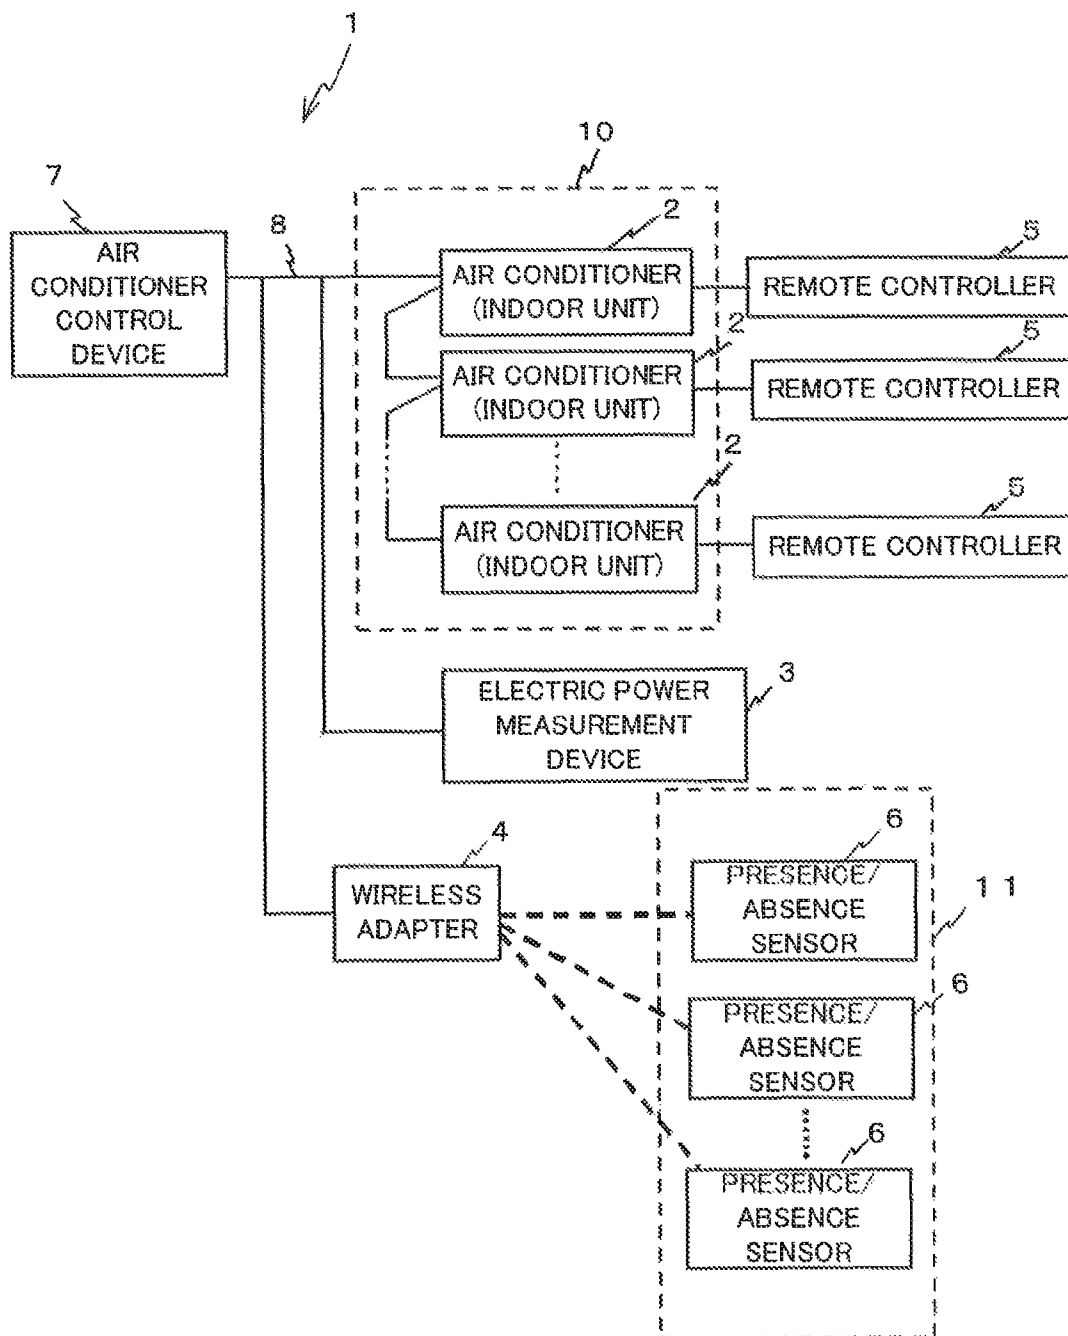 1
10
7
8
2
5
AIR
CONDITIONER
CONTROL
DEVICE
AIR CONDITIONER
(INDOOR UNIT)
REMOTE CONTROLLER
2
5
AIR CONDITIONER
(INDOOR UNIT)
REMOTE CONTROLLER
2
5
AIR CONDITIONER
(INDOOR UNIT)
REMOTE CONTROLLER
3
ELECTRIC POWER
MEASUREMENT
DEVICE
4
WIRELESS
ADAPTER
6
11
PRESENCE/
ABSENCE
SENSOR
6
PRESENCE/
ABSENCE
SENSOR
6
PRESENCE/
ABSENCE
SENSOR